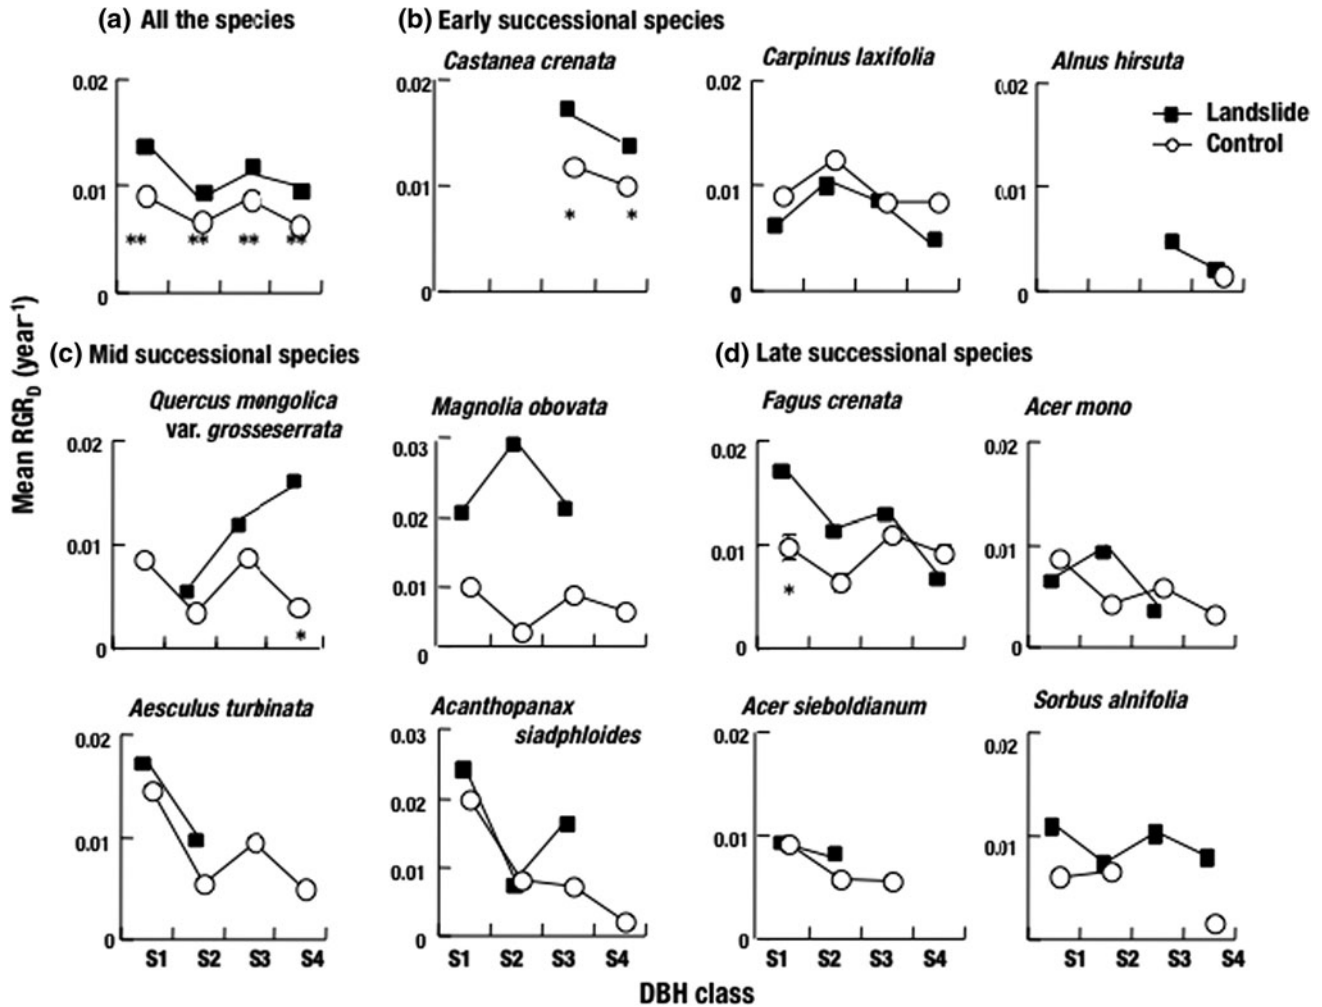 (a) All the species
(b) Early successional species
Castanea crenata
Carpinus laxifolia
Alnus hirsuta
0.02
0.01
0
** ** ** **
0.02
0.01
0
* *
0.02
0.01
0
0.02
0.01
0
Landslide
Control
Mean RGRD (year-1)
(c) Mid successional species
(d) Late successional species
Quercus mongolica
var. grosseserrata
Magnolia obovata
Fagus crenata
Acer mono
0.02
0.01
0
*
0.03
0.02
0.01
0
0.02
0.01
0
*
0.02
0.01
0
Aesculus turbinata
Acanthopanax
siadphloides
Acer sieboldianum
Sorbus alnifolia
0.02
0.01
0
0.03
0.02
0.01
0
0.02
0.01
0
0.02
0.01
S1 S2 S3 S4
S1 S2 S3 S4
S1 S2 S3 S4
S1 S2 S3 S4
DBH class